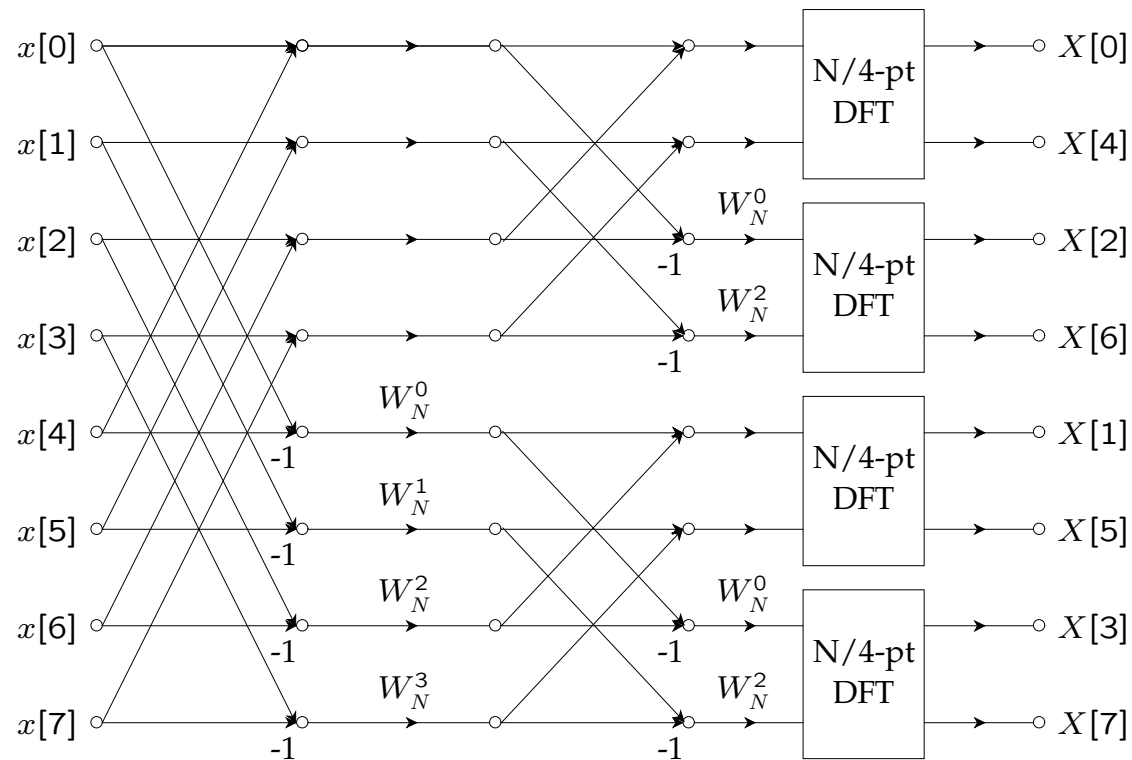 x[0]
N/4-pt
DFT
X[0]
x[1]
X[4]
W_N^0
x[2]
-1
N/4-pt
DFT
X[2]
W_N^2
x[3]
-1
X[6]
W_N^0
x[4]
-1
N/4-pt
DFT
X[1]
W_N^1
x[5]
-1
X[5]
W_N^2
W_N^0
x[6]
-1
-1
N/4-pt
DFT
X[3]
W_N^3
W_N^2
x[7]
-1
-1
X[7]